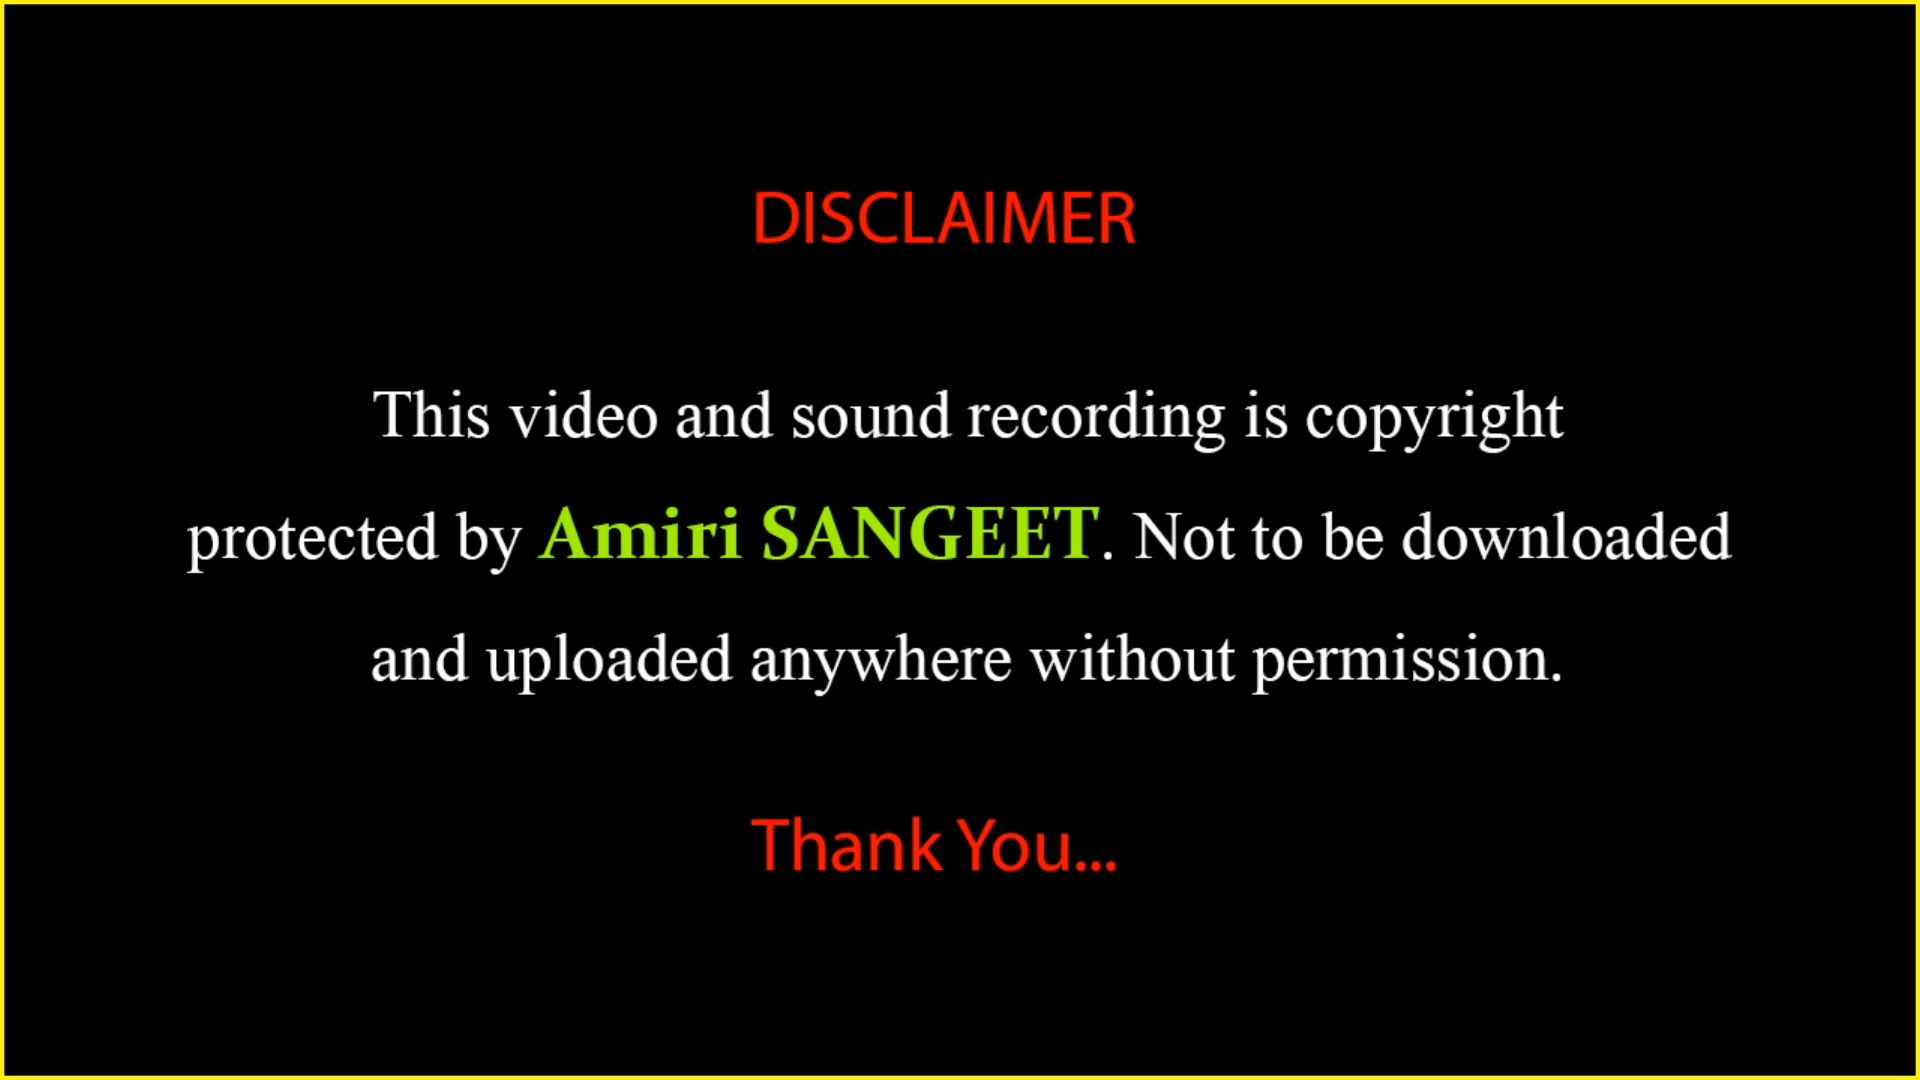 DISCLAIMER
This video and sound recording is copyright
protected by Amiri SANGEET. Not to be downloaded
and uploaded anywhere without permission.
Thank You...